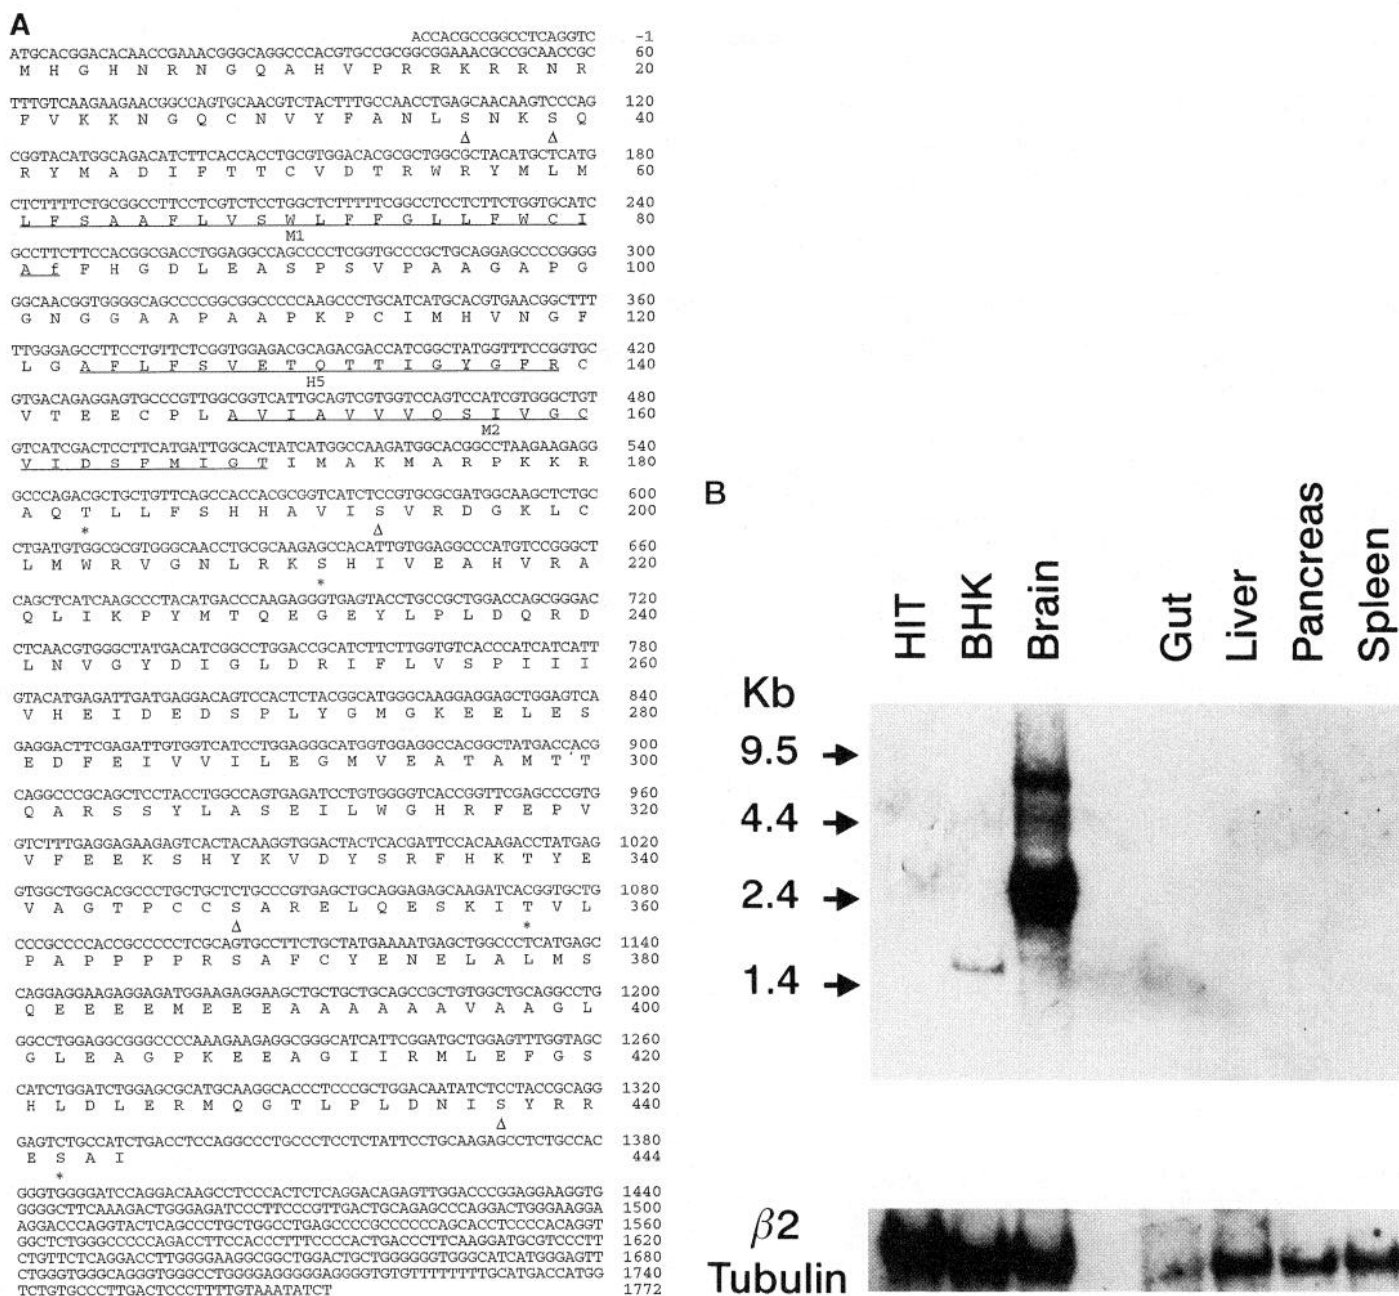 A
ACCACGCCGGCCTCAGGTC -1
ATGCACGGACACAACCGAAACGGGCAGGCCCACGTGCCGCGGCGGAAACGCCGCAACCGC 60
M H G H N R N G Q A H V P R R K R R N R 20
TTTGTCAAGAAGAACGGCCAGTGCAACGTCTACTTTGCCAACCTGAGCAACAAGTCCCAG 120
F V K K N G Q C N V Y F A N L S N K S Q 40
Δ Δ
CGGTACATGGCAGACATCTTCACCACCTGCGTGGACACGCGCTGGCGCTACATGCTCATG 180
R Y M A D I F T T C V D T R W R Y M L M 60
CTCTTTTCTGCGGCCTTCCTCGTCTCCTGGCTCTTTTTCGGCCTCCTCTTCTGGTGCATC 240
L F S A A F L V S W L F F G L L F W C I 80
M1
GCCTTCTTCCACGGCGACCTGGAGGCCAGCCCCTCGGTGCCCGCTGCAGGAGCCCCGGGG 300
A f F H G D L E A S P S V P A A G A P G 100
GGCAACGGTGGGGCAGCCCCGGCGGCCCCCAAGCCCTGCATCATGCACGTGAACGGCTTT 360
G N G G A A P A A P K P C I M H V N G F 120
TTGGGAGCCTTCCTGTTCTCGGTGGAGACGCAGACGACCATCGGCTATGGTTTCCGGTGC 420
L G A F L F S V E T Q T T I G Y G F R C 140
H5
GTGACAGAGGAGTGCCCGTTGGCGGTCATTGCAGTCGTGGTCCAGTCCATCGTGGGCTGT 480
V T E E C P L A V I A V V V Q S I V G C 160
M2
GTCATCGACTCCTTCATGATTGGCACTATCATGGCCAAGATGGCACGGCCTAAGAAGAGG 540
V I D S F M I G T I M A K M A R P K K R 180
GCCCAGACGCTGCTGTTCAGCCACCACGCGGTCATCTCCGTGCGCGATGGCAAGCTCTGC 600
A Q T L L F S H H A V I S V R D G K L C 200
* Δ
CTGATGTGGCGCGTGGGCAACCTGCGCAAGAGCCACATTGTGGAGGCCCATGTCCGGGCT 660
L M W R V G N L R K S H I V E A H V R A 220
*
CAGCTCATCAAGCCCTACATGACCCAAGAGGGTGAGTACCTGCCGCTGGACCAGCGGGAC 720
Q L I K P Y M T Q E G E Y L P L D Q R D 240
CTCAACGTGGGCTATGACATCGGCCTGGACCGCATCTTCTTGGTGTCACCCATCATCATT 780
L N V G Y D I G L D R I F L V S P I I I 260
GTACATGAGATTGATGAGGACAGTCCACTCTACGGCATGGGCAAGGAGGAGCTGGAGTCA 840
V H E I D E D S P L Y G M G K E E L E S 280
GAGGACTTCGAGATTGTGGTCATCCTGGAGGGCATGGTGGAGGCCACGGCTATGACCACG 900
E D F E I V V I L E G M V E A T A M T T 300
CAGGCCCGCAGCTCCTACCTGGCCAGTGAGATCCTGTGGGGTCACCGGTTCGAGCCCGTG 960
Q A R S S Y L A S E I L W G H R F E P V 320
GTCTTTGAGGAGAAGAGTCACTACAAGGTGGACTACTCACGATTCCACAAGACCTATGAG 1020
V F E E K S H Y K V D Y S R F H K T Y E 340
GTGGCTGGCACGCCCTGCTGCTCTGCCCGTGAGCTGCAGGAGAGCAAGATCACGGTGCTG 1080
V A G T P C C S A R E L Q E S K I T V L 360
Δ *
CCCGCCCCACCGCCCCCTCGCAGTGCCTTCTGCTATGAAAATGAGCTGGCCCTCATGAGC 1140
P A P P P P R S A F C Y E N E L A L M S 380
CAGGAGGAAGAGGAGATGGAAGAGGAAGCTGCTGCTGCAGCCGCTGTGGCTGCAGGCCTG 1200
Q E E E E M E E E A A A A A A V A A G L 400
GGCCTGGAGGCGGGCCCCAAAGAAGAGGCGGGCATCATTCGGATGCTGGAGTTTGGTAGC 1260
G L E A G P K E E A G I I R M L E F G S 420
CATCTGGATCTGGAGCGCATGCAAGGCACCCTCCCGCTGGACAATATCTCCTACCGCAGG 1320
H L D L E R M Q G T L P L D N I S Y R R 440
Δ
GAGTCTGCCATCTGACCTCCAGGCCCTGCCCTCCTCTATTCCTGCAAGAGCCTCTGCCAC 1380
E S A I 444
*
GGGTGGGGATCCAGGACAAGCCTCCCACTCTCAGGACAGAGTTGGACCCGGAGGAAGGTG 1440
GGGGCTTCAAAGACTGGGAGATCCCTTCCCGTTGACTGCAGAGCCCAGGACTGGGAAGGA 1500
AGGACCCAGGTACTCAGCCCTGCTGGCCTGAGCCCCGCCCCCCCAGCACCTCCCCACAGGT 1560
GGCTCTGGGCCCCCAGACCTTCCACCCTTTCCCCACTGACCCTTCAAGGATGCGTCCCTT 1620
CTGTTCTCAGGACCTTGGGGAAGGCGGCTGGACTGCTGGGGGGTGGGCATCATGGGAGTT 1680
CTGGGTGGGCAGGGTGGGCCTGGGGAGGGGGAGGGGTGTGTTTTTTTTGCATGACCATGG 1740
TCTGTGCCCTTGACTCCCTTTTGTAAATATCT 1772
B
HIT BHK Brain Gut Liver Pancreas Spleen
Kb
9.5
4.4
2.4
1.4
β2
Tubulin